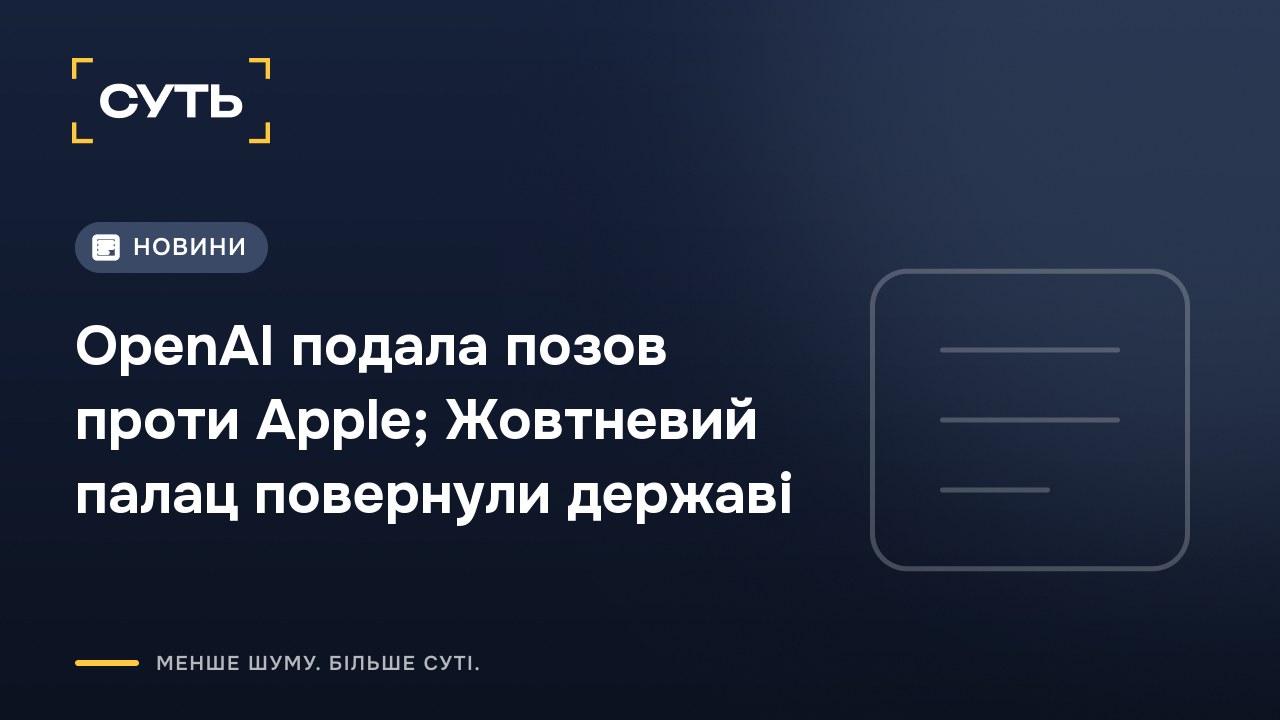 СУТЬ
НОВИНИ
OpenAI подала позов
проти Apple; Жовтневий
палац повернули державі
МЕНШЕ ШУМУ. БІЛЬШЕ СУТІ.